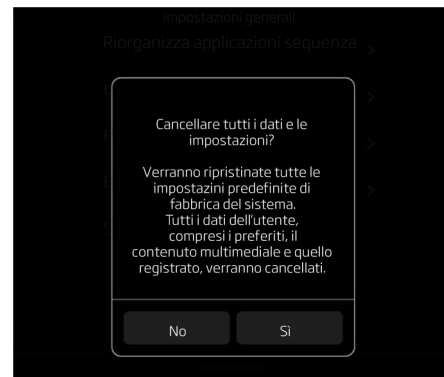 Impostazioni generali
Riorganizza applicazioni sequenza
Cancellare tutti i dati e le
impostazioni?
Verranno ripristinate tutte le
impostazini predefinite di
fabbrica del sistema.
Tutti i dati dell'utente,
compresi i preferiti, il
contenuto multimediale e quello
registrato, verranno cancellati.
No
Sì